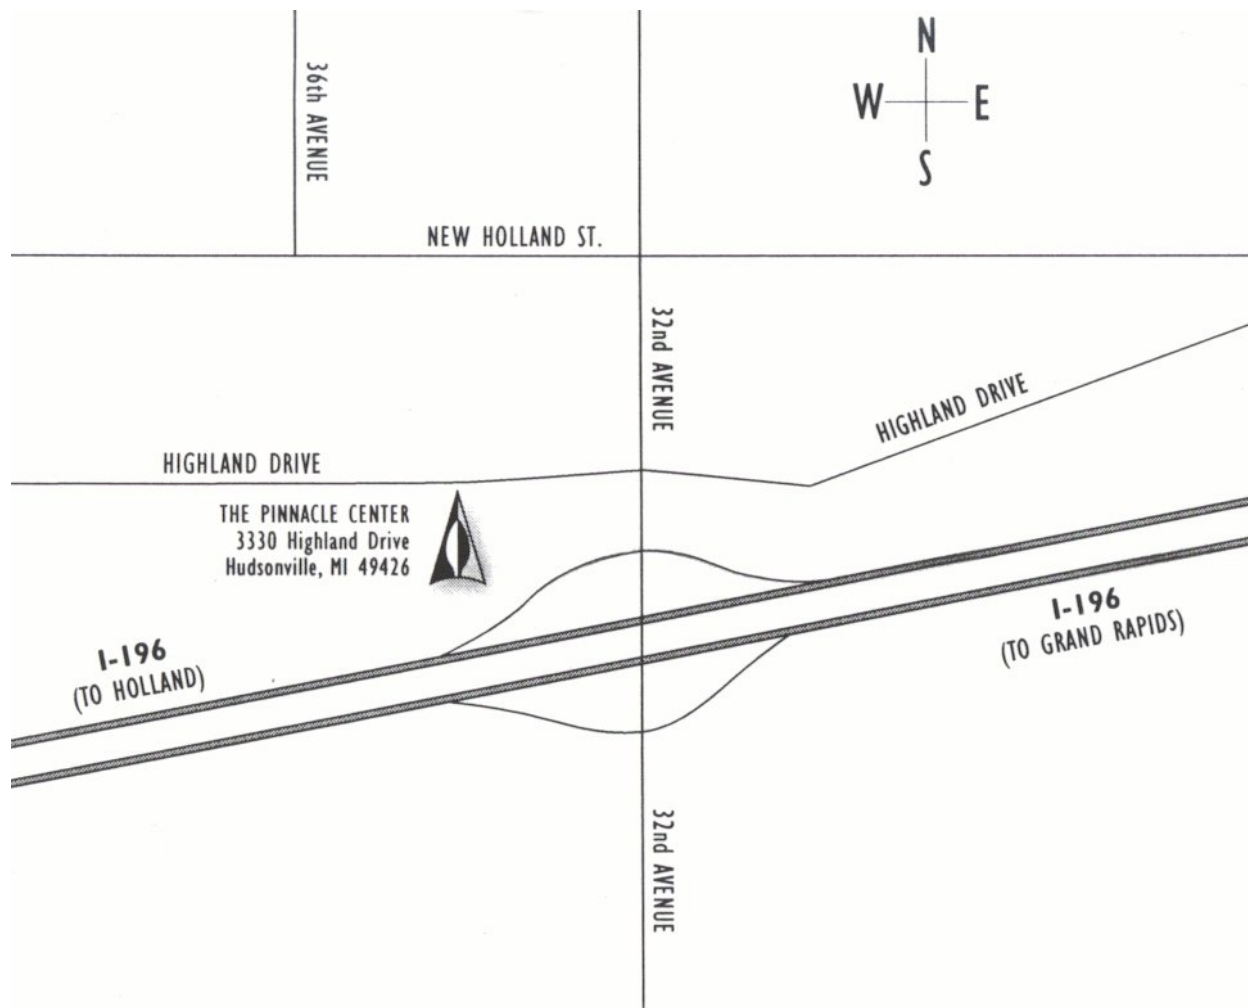 N
W E
S
36th AVENUE
NEW HOLLAND ST.
32nd AVENUE
HIGHLAND DRIVE
HIGHLAND DRIVE
THE PINNACLE CENTER
3330 Highland Drive
Hudsonville, MI 49426
I-196
(TO HOLLAND)
I-196
(TO GRAND RAPIDS)
32nd AVENUE